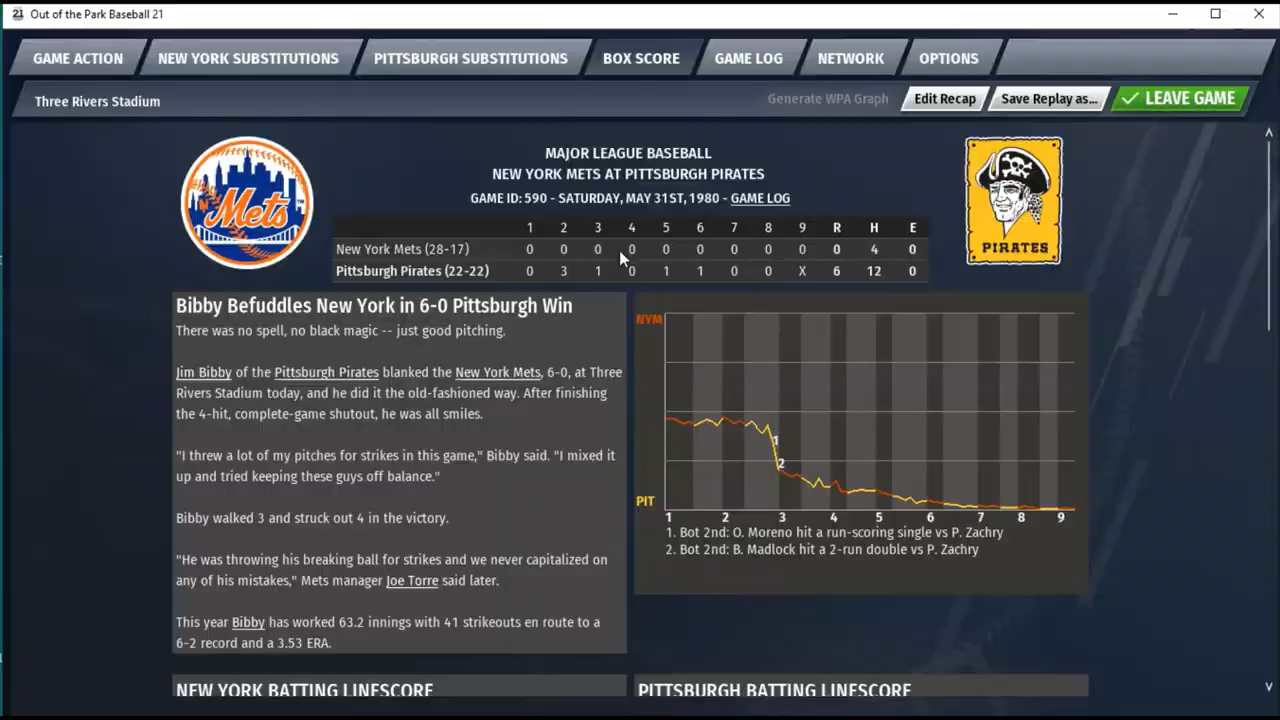 21 Out of the Park Baseball 21
GAME ACTION NEW YORK SUBSTITUTIONS PITTSBURGH SUBSTITUTIONS BOX SCORE GAME LOG NETWORK OPTIONS
Three Rivers Stadium Generate WPA Graph Edit Recap Save Replay as... LEAVE GAME
Mets
PIRATES
MAJOR LEAGUE BASEBALL
NEW YORK METS AT PITTSBURGH PIRATES
GAME ID: 590 - SATURDAY, MAY 31ST, 1980 - GAME LOG
1 2 3 4 5 6 7 8 9 R H E
New York Mets (28-17) 0 0 0 0 0 0 0 0 0 0 4 0
Pittsburgh Pirates (22-22) 0 3 1 0 1 1 0 0 X 6 12 0
Bibby Befuddles New York in 6-0 Pittsburgh Win
There was no spell, no black magic -- just good pitching.
Jim Bibby of the Pittsburgh Pirates blanked the New York Mets, 6-0, at Three
Rivers Stadium today, and he did it the old-fashioned way. After finishing
the 4-hit, complete-game shutout, he was all smiles.
"I threw a lot of my pitches for strikes in this game," Bibby said. "I mixed it
up and tried keeping these guys off balance."
Bibby walked 3 and struck out 4 in the victory.
"He was throwing his breaking ball for strikes and we never capitalized on
any of his mistakes," Mets manager Joe Torre said later.
This year Bibby has worked 63.2 innings with 41 strikeouts en route to a
6-2 record and a 3.53 ERA.
NYM
1
2
PIT
1 2 3 4 5 6 7 8 9
1. Bot 2nd: O. Moreno hit a run-scoring single vs P. Zachry
2. Bot 2nd: B. Madlock hit a 2-run double vs P. Zachry
NEW YORK BATTING LINESCORE
PITTSBURGH BATTING LINESCORE